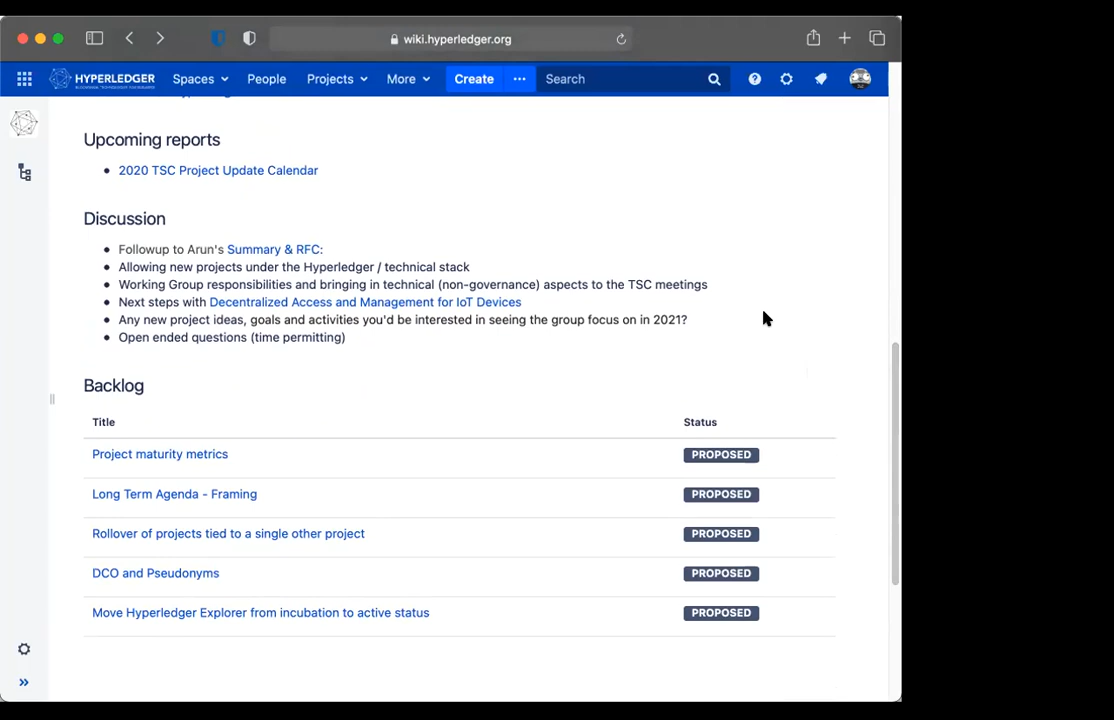 wiki.hyperledger.org
HYPERLEDGER
Spaces
People
Projects
More
Create
Search
Upcoming reports
2020 TSC Project Update Calendar
Discussion
Followup to Arun's Summary & RFC:
Allowing new projects under the Hyperledger / technical stack
Working Group responsibilities and bringing in technical (non-governance) aspects to the TSC meetings
Next steps with Decentralized Access and Management for IoT Devices
Any new project ideas, goals and activities you'd be interested in seeing the group focus on in 2021?
Open ended questions (time permitting)
Backlog
Title Status
Project maturity metrics PROPOSED
Long Term Agenda - Framing PROPOSED
Rollover of projects tied to a single other project PROPOSED
DCO and Pseudonyms PROPOSED
Move Hyperledger Explorer from incubation to active status PROPOSED